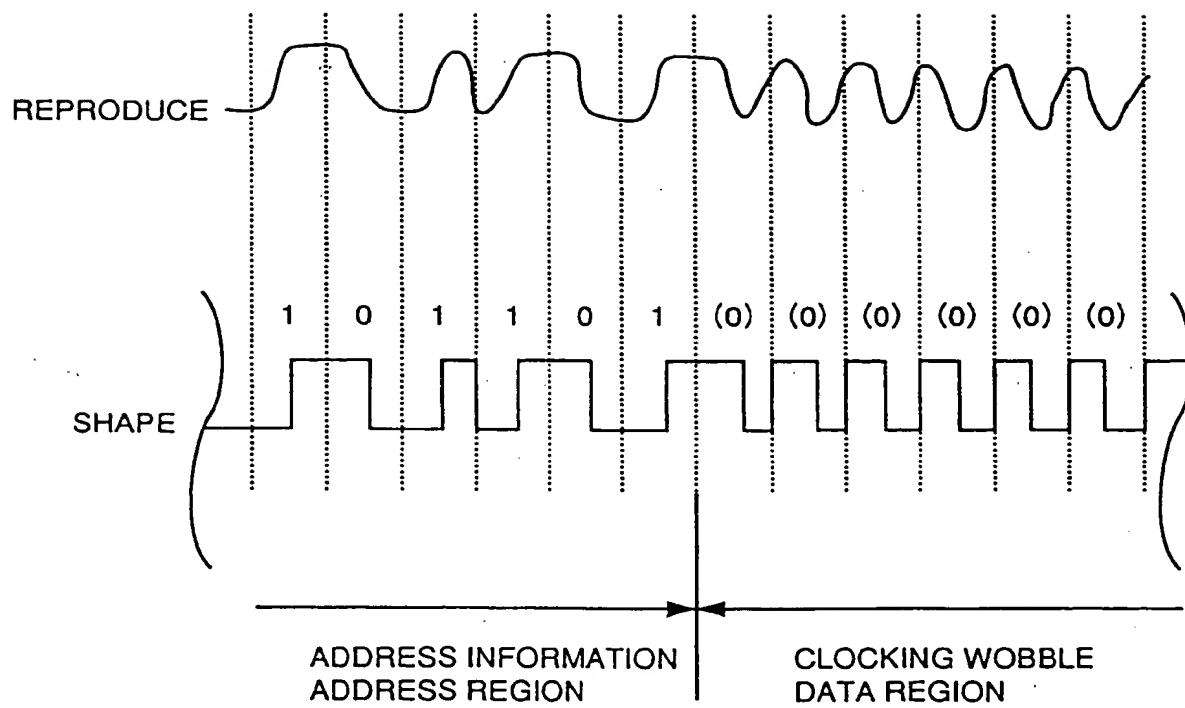 REPRODUCE
1 0 1 1 0 1 (0) (0) (0) (0) (0) (0)
SHAPE
ADDRESS INFORMATION
ADDRESS REGION
CLOCKING WOBBLE
DATA REGION